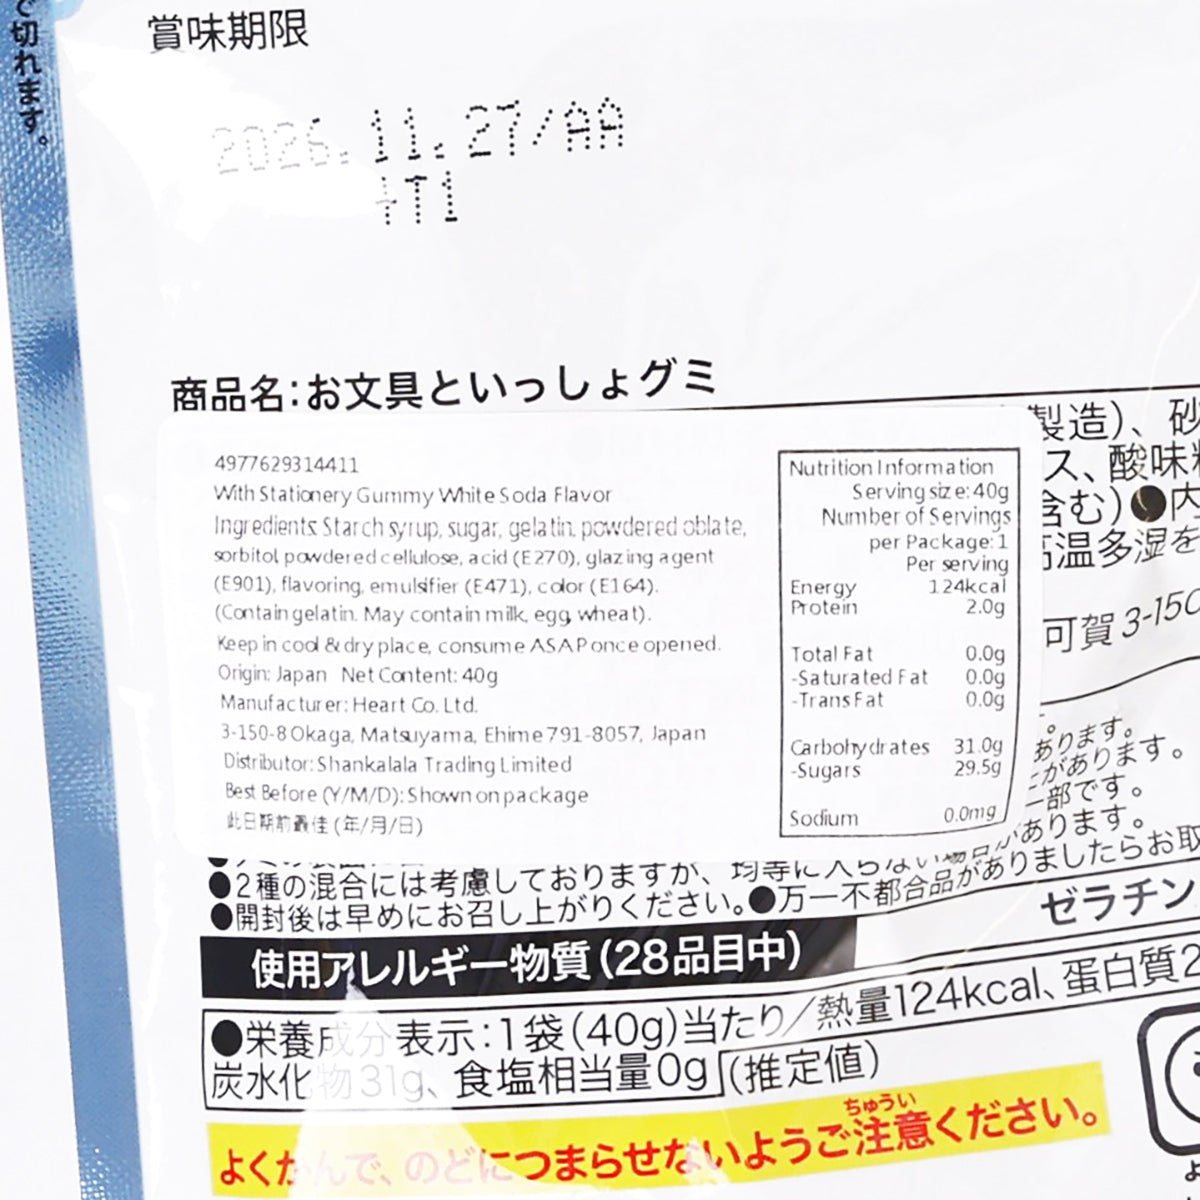 で切れます。
賞味期限
2026.11.27/AA
+T1
商品名:お文具といっしょグミ
製造)、砂
ス、酸味料
含む)●内
高温多湿を
可賀3-150
4977629314411
With Stationery Gummy White Soda Flavor
Ingredients: Starch syrup, sugar, gelatin, powdered oblate,
sorbitol, powdered cellulose, acid (E270), glazing agent
(E901), flavoring, emulsifier (E471), color (E164).
(Contain gelatin. May contain milk, egg, wheat).
Keep in cool & dry place, consume ASAP once opened.
Origin: Japan Net Content: 40g
Manufacturer: Heart Co. Ltd.
3-150-8 Okaga, Matsuyama, Ehime 791-8057, Japan
Distributor: Shankalala Trading Limited
Best Before (Y/M/D): Shown on package
此日期前最佳 (年/月/日)
Nutrition Information
Serving size: 40g
Number of Servings
per Package: 1
Per serving
Energy 124kcal
Protein 2.0g
Total Fat 0.0g
-Saturated Fat 0.0g
-Trans Fat 0.0g
Carbohydrates 31.0g
-Sugars 29.5g
Sodium 0.0mg
あります。
があります。
一部です。
があります。
●2種の混合には考慮しておりますが、均等に入らない場合
●開封後は早めにお召し上がりください。●万一不都合品がありましたらお取
使用アレルギー物質(28品目中)
ゼラチン
●栄養成分表示:1袋(40g)当たり/熱量124kcal、蛋白質2
炭水化物31g、食塩相当量0g(推定値)
ちゅうい
よくかんで、のどにつまらせないようご注意ください。
よ